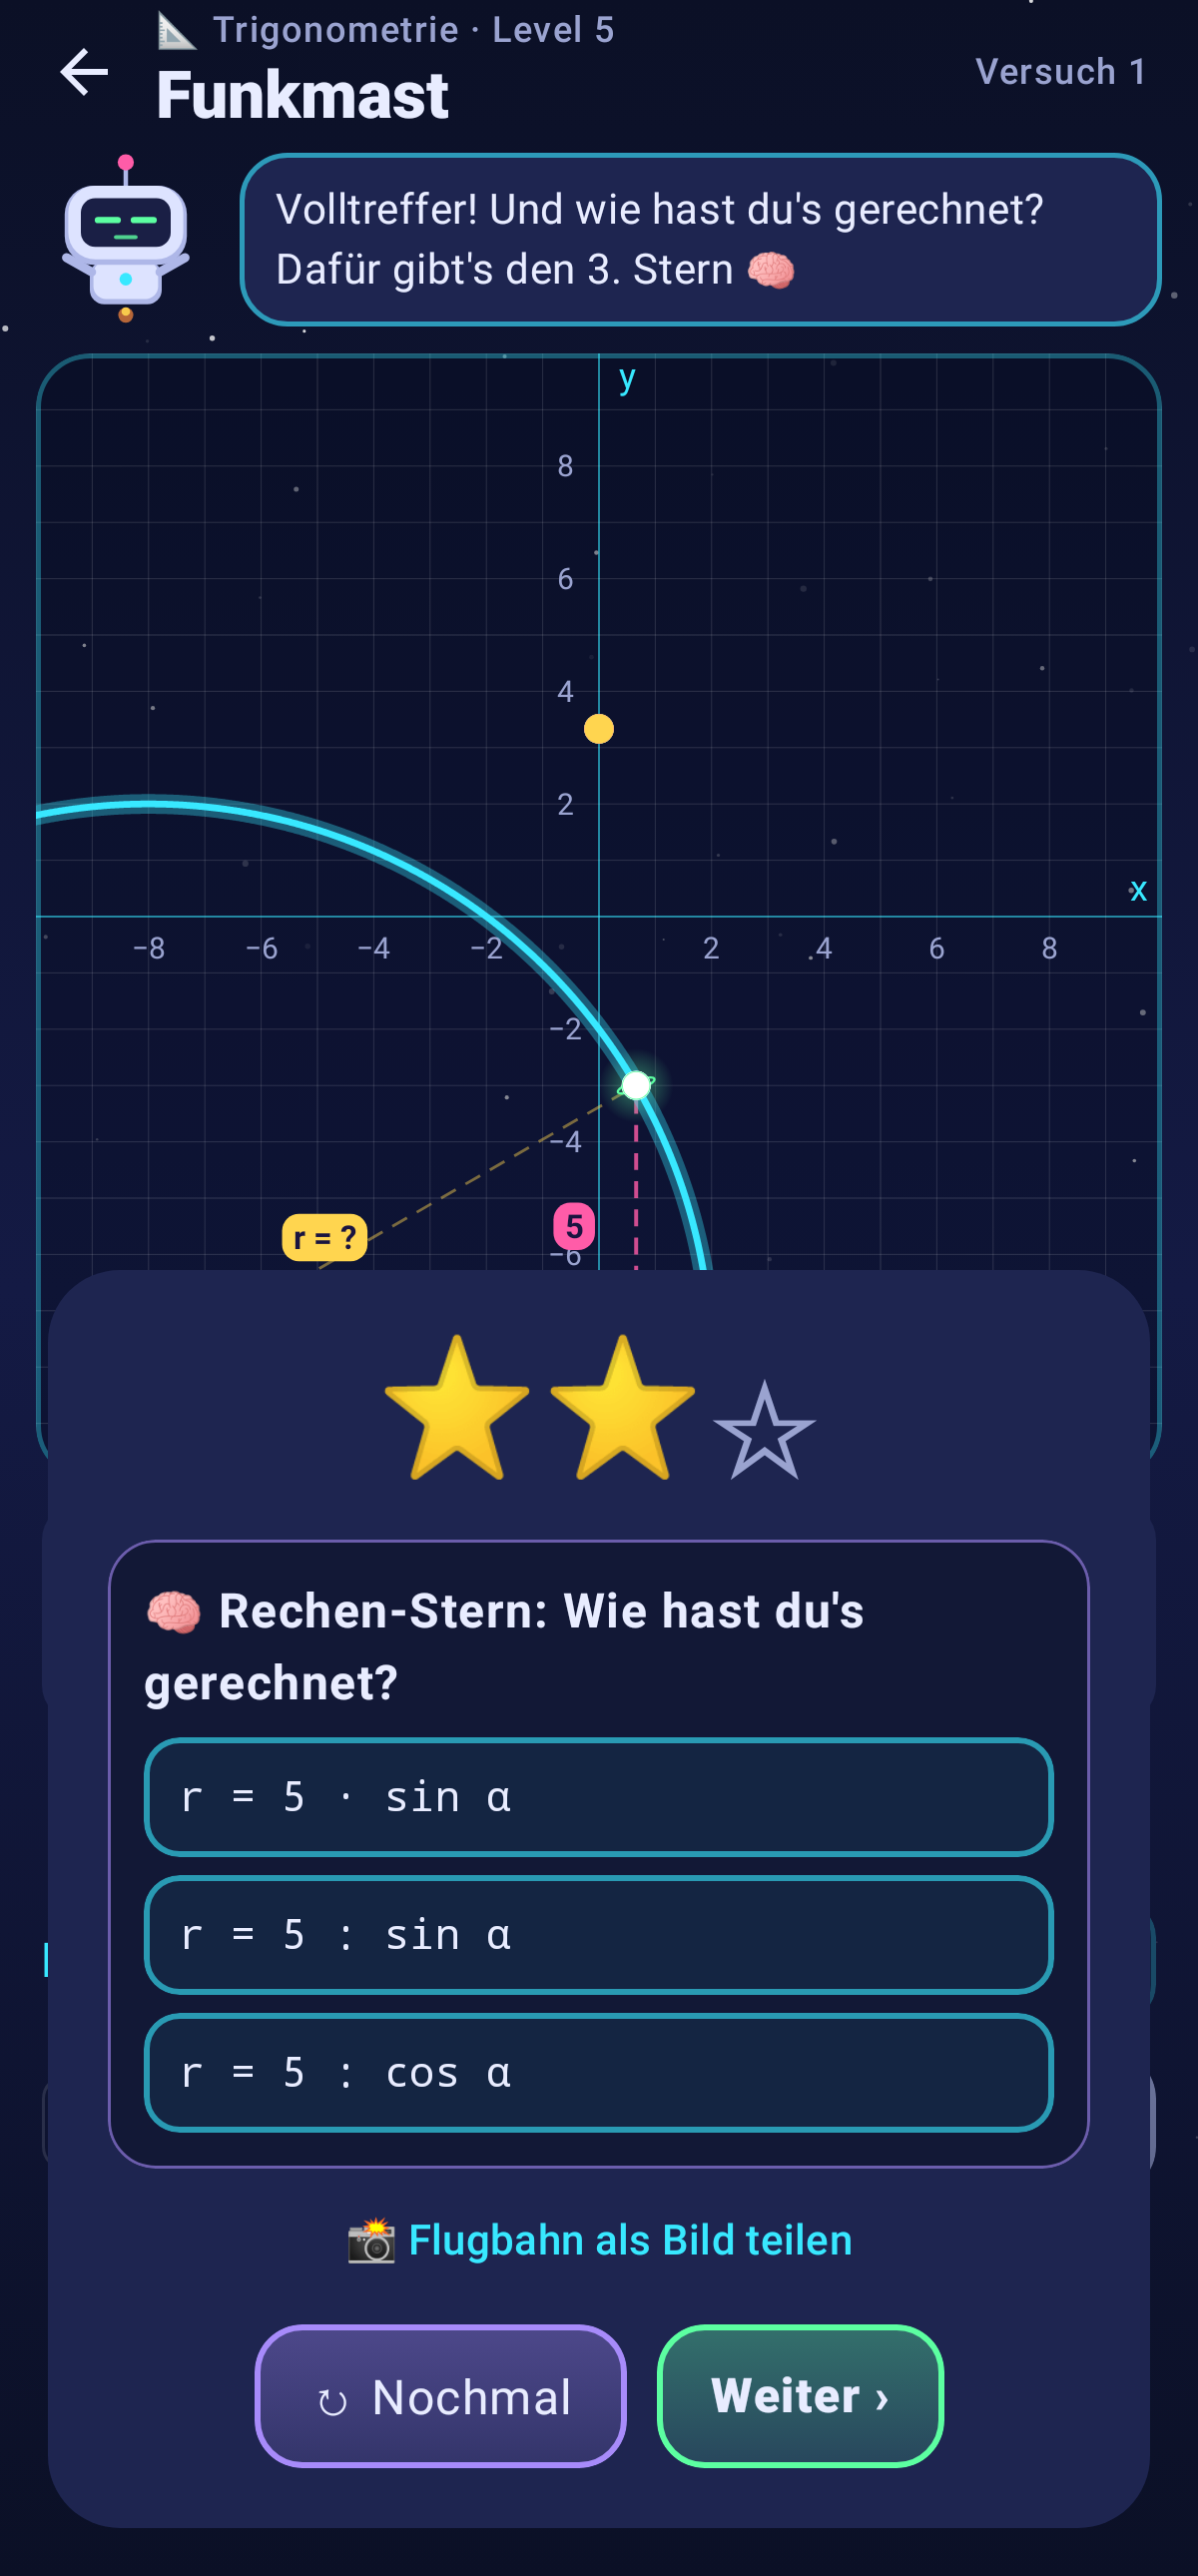 📐 Trigonometrie · Level 5
Funkmast
Versuch 1
Volltreffer! Und wie hast du's gerechnet?
Dafür gibt's den 3. Stern 🧠
y
8
6
4
2
x
−8 −6 −4 −2 2 4 6 8
−2
−4
r = ?
5
−6
🧠 Rechen-Stern: Wie hast du's
gerechnet?
r = 5 · sin α
r = 5 : sin α
r = 5 : cos α
📸 Flugbahn als Bild teilen
↻ Nochmal
Weiter ›